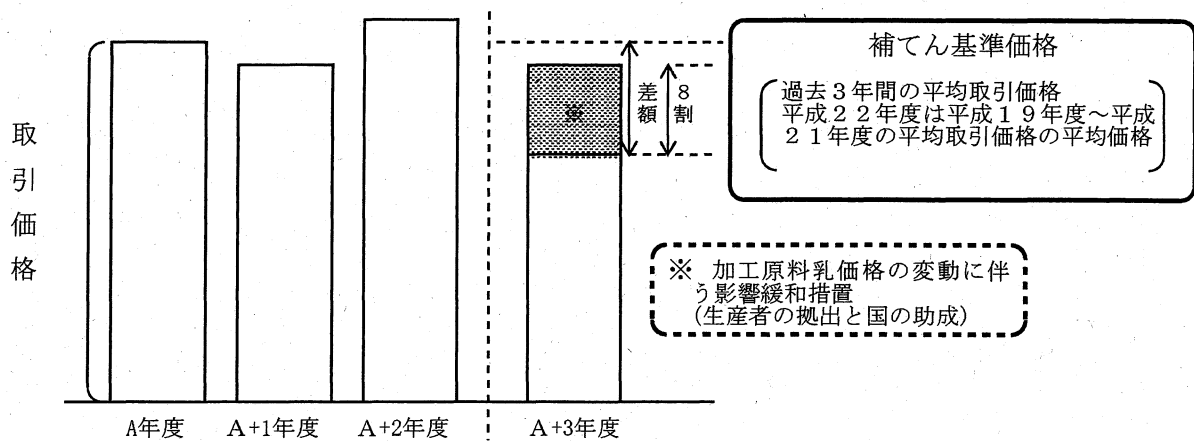 取引価格
差額
8割
※
補てん基準価格
過去3年間の平均取引価格
平成22年度は平成19年度~平成
21年度の平均取引価格の平均価格
※ 加工原料乳価格の変動に伴
う影響緩和措置
(生産者の拠出と国の助成)
A年度
A+1年度
A+2年度
A+3年度